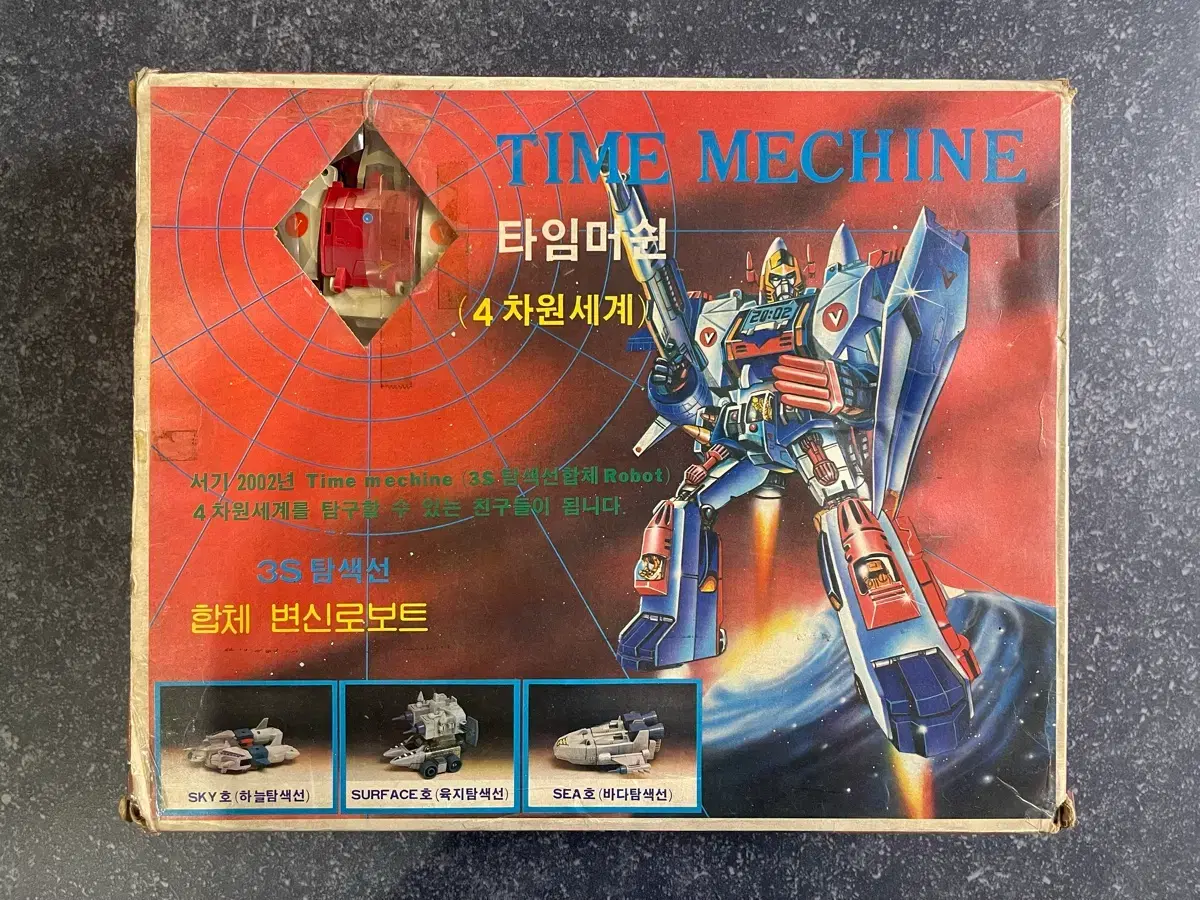 TIME MECHINE
타임머쉰
(4차원세계)
20:02
서기 2002년 Time mechine (3S 탐색선합체 Robot)
4차원세계를 탐구할 수 있는 친구들이 됩니다.
3S 탐색선
합체 변신로보트
SKY호(하늘탐색선)
SURFACE호(육지탐색선)
SEA호(바다탐색선)